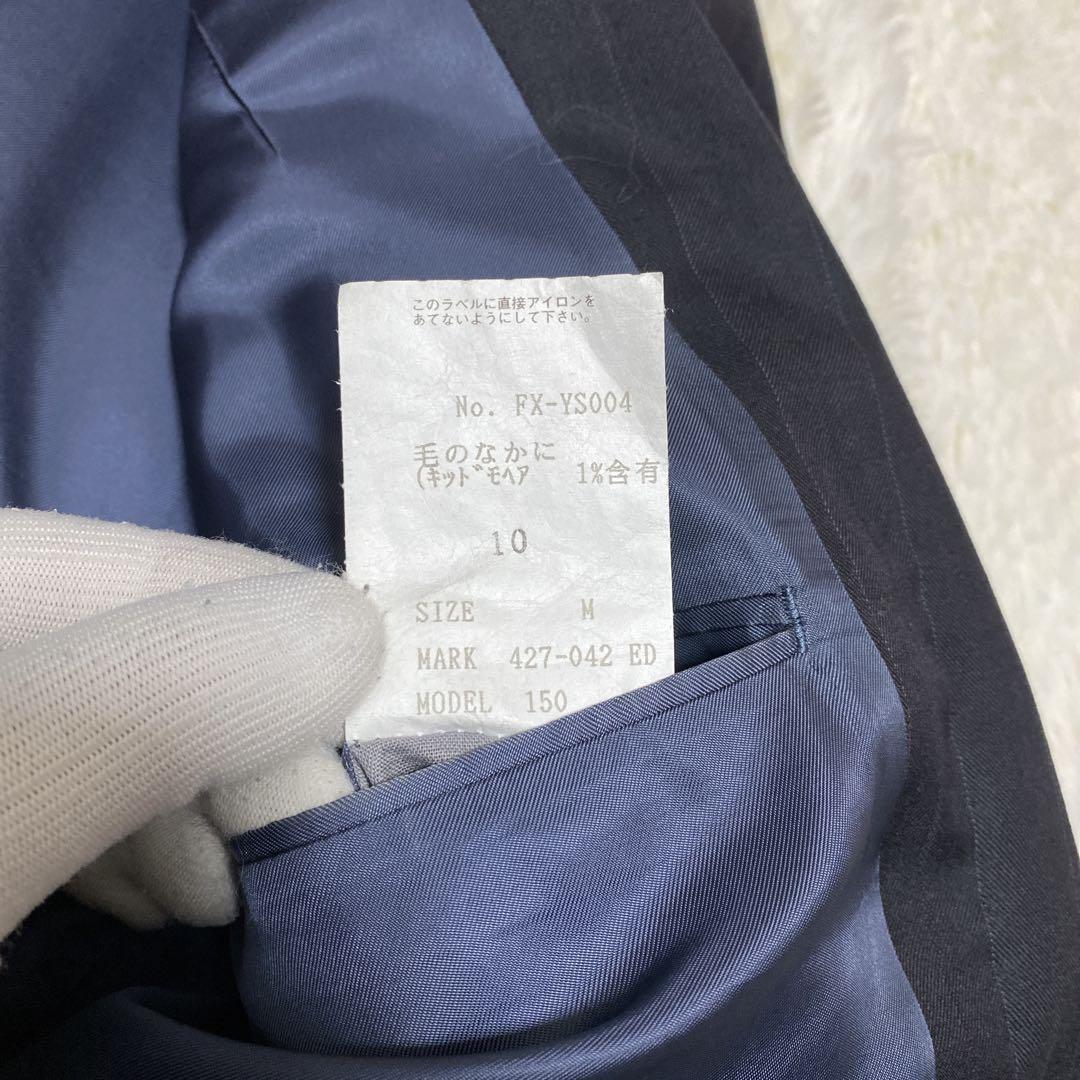 このラベルに直接アイロンを
あてないようにして下さい。
No. FX-YS004
毛のなかに
(ｷｯﾄﾞﾓﾍｱ 1%含有
10
SIZE M
MARK 427-042 ED
MODEL 150